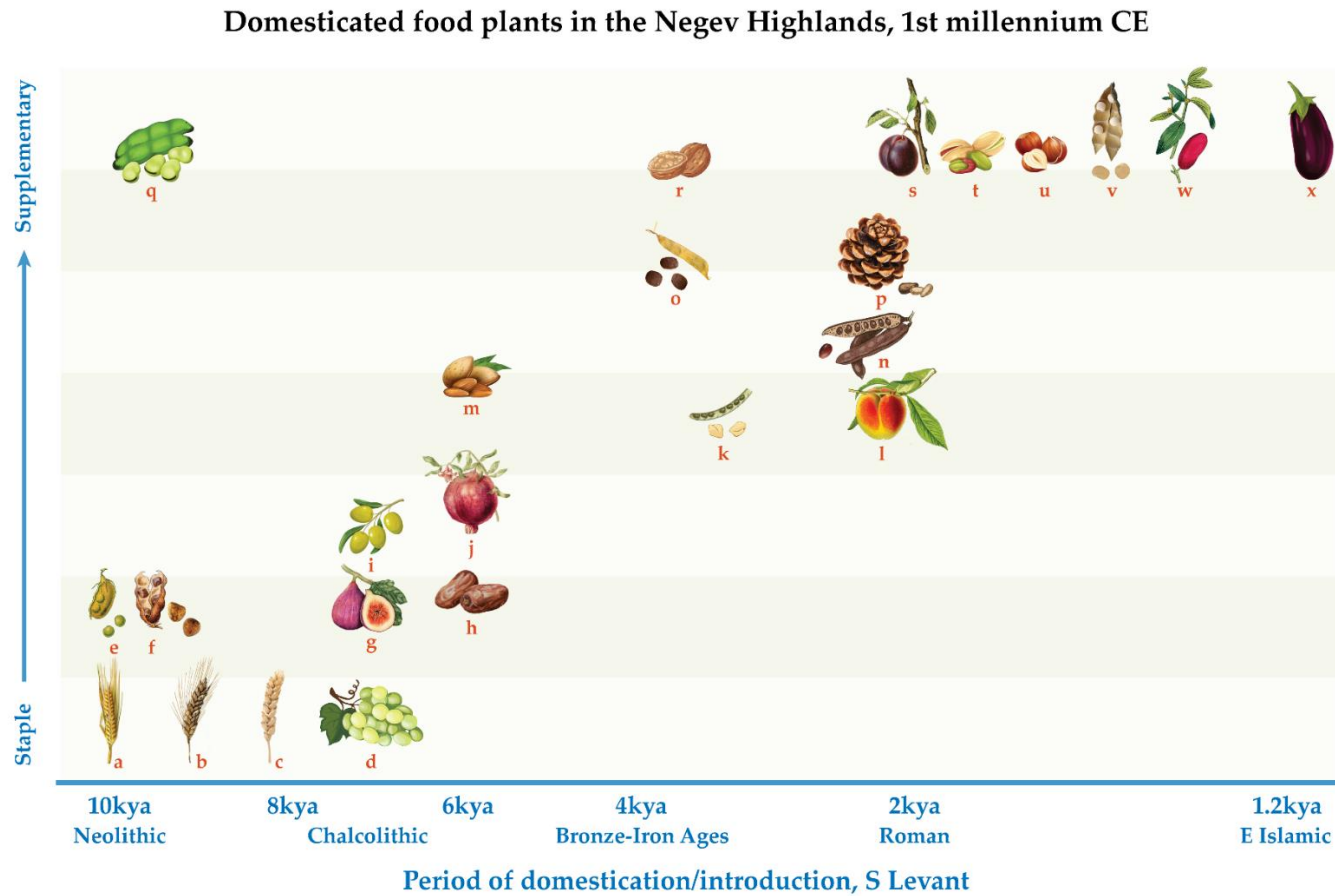 Domesticated food plants in the Negev Highlands, 1st millennium CE
Supplementary
q
r
s
t
u
v
w
x
o
p
n
m
k
l
j
i
e
f
g
h
Staple
a
b
c
d
10kya
8kya
6kya
4kya
2kya
1.2kya
Neolithic
Chalcolithic
Bronze-Iron Ages
Roman
E Islamic
Period of domestication/introduction, S Levant